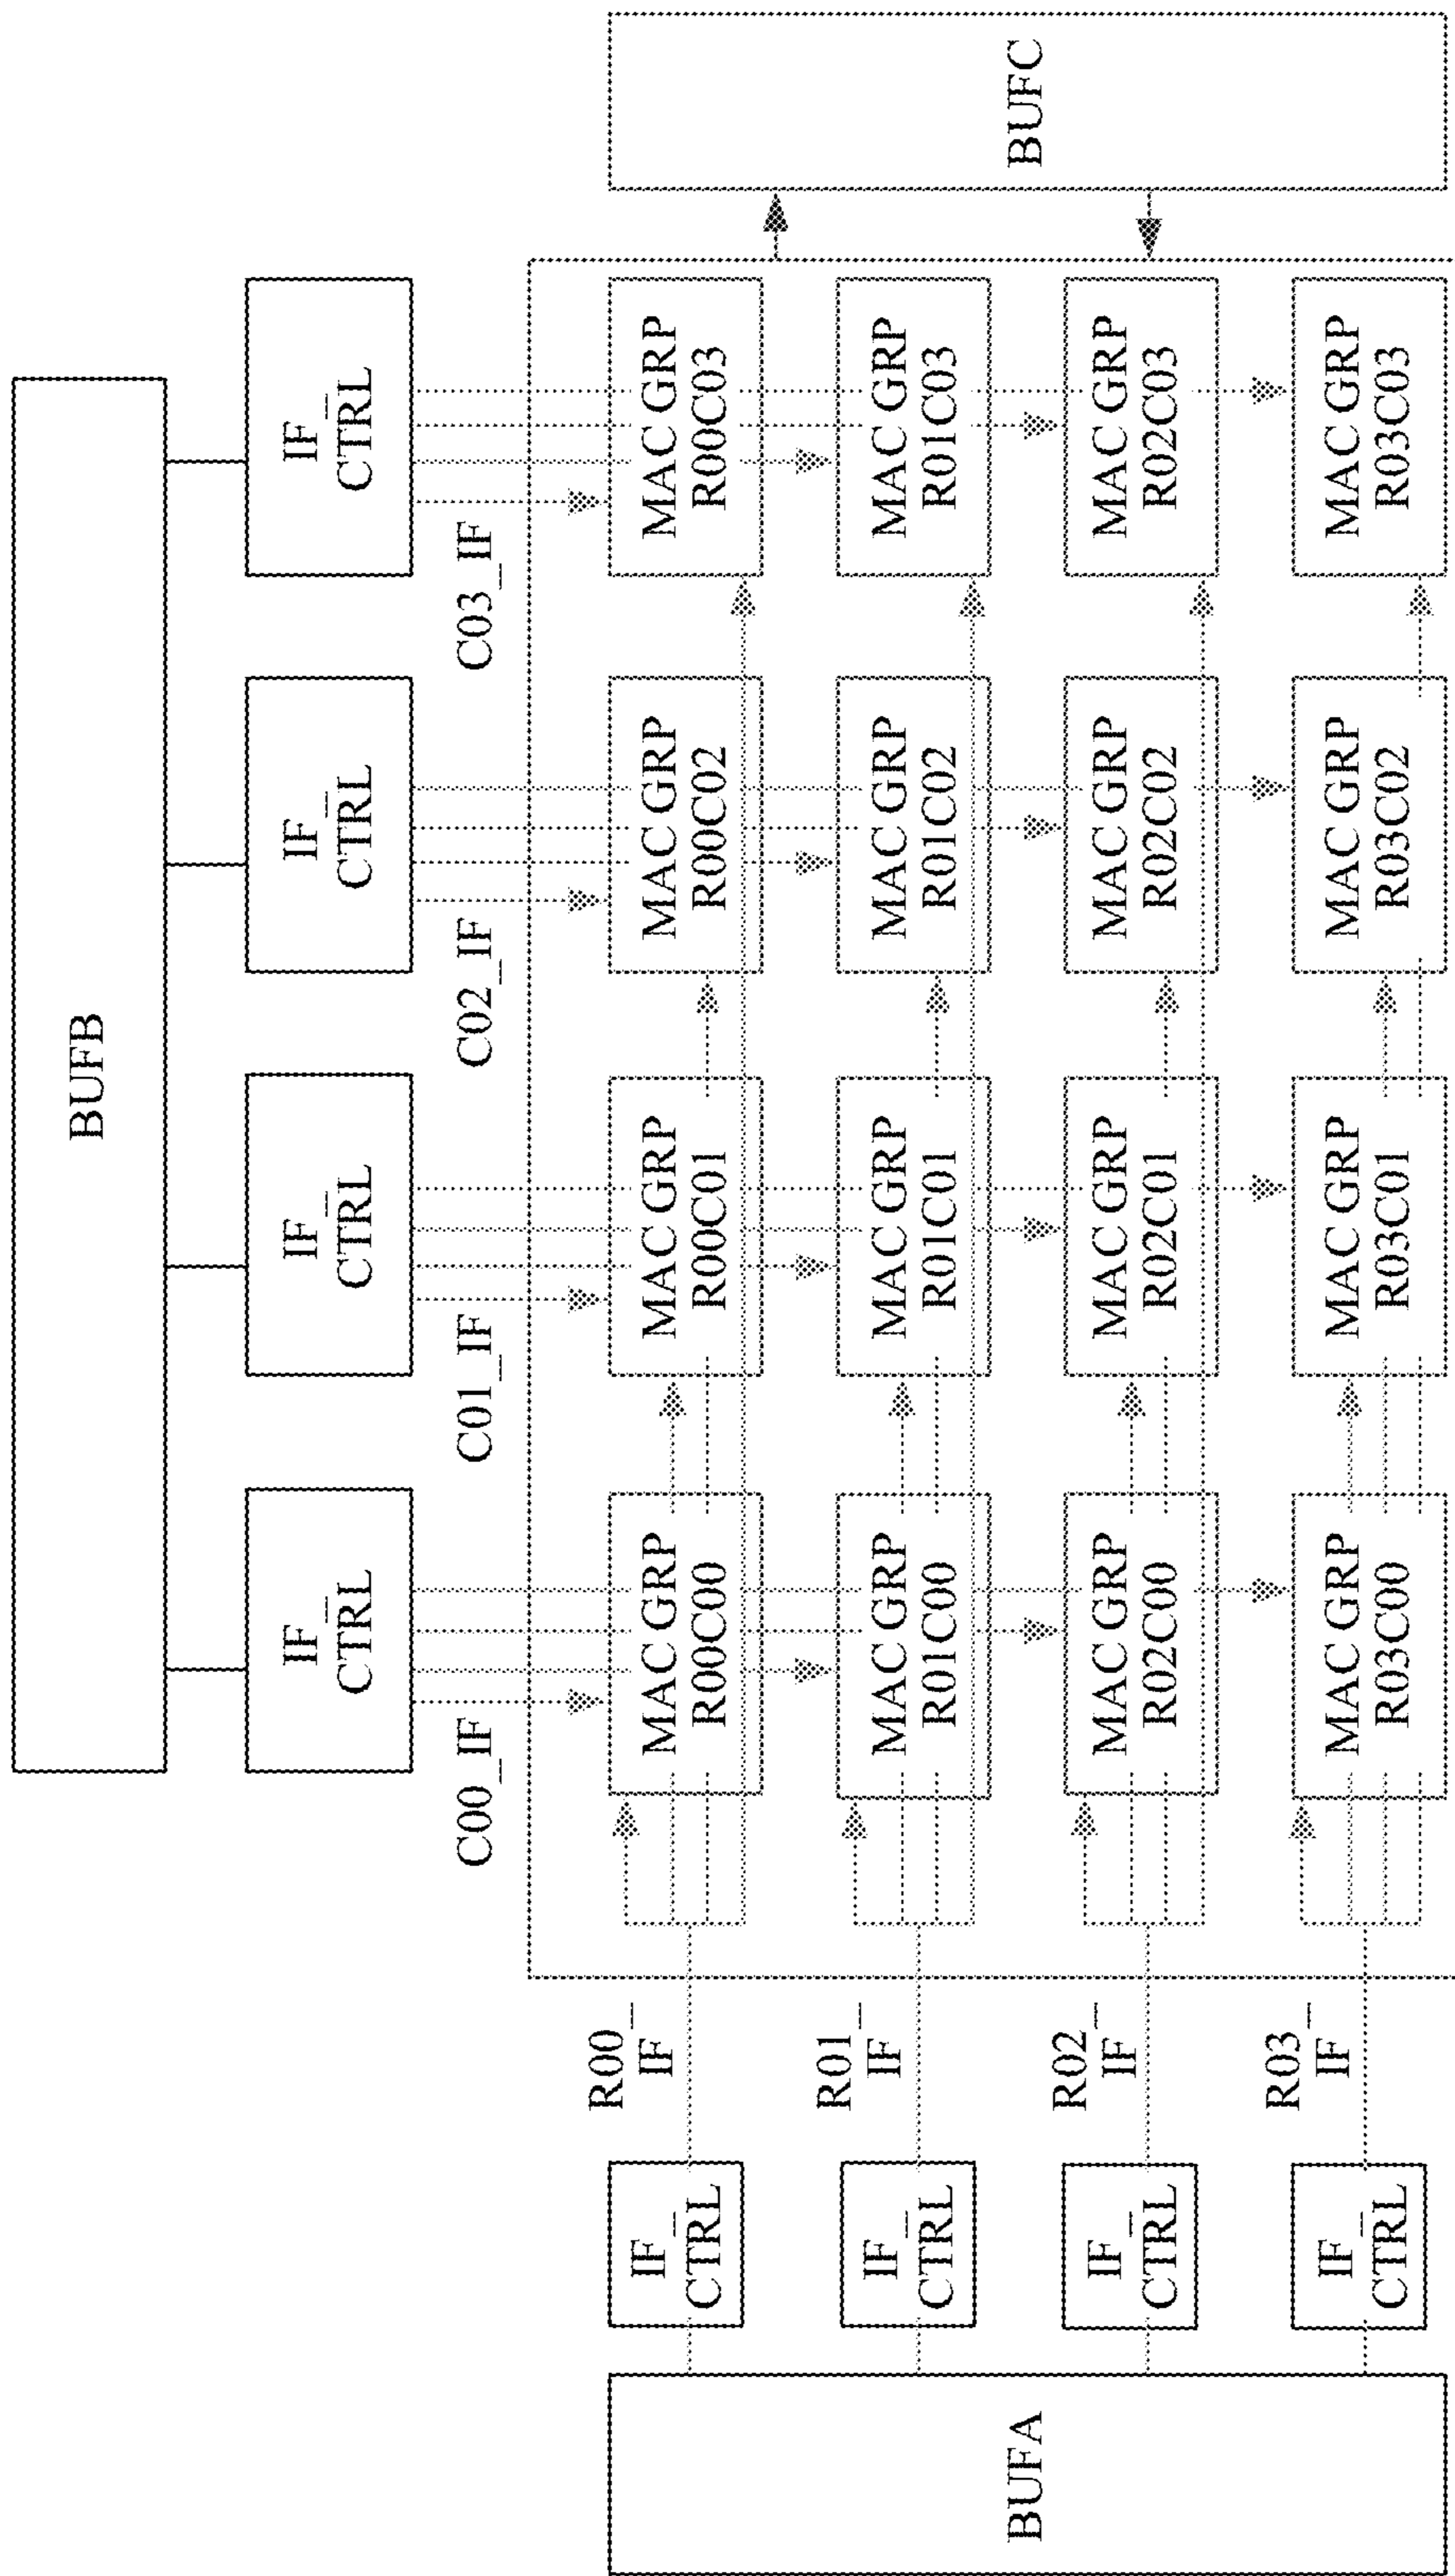 BUFB
IF_
CTRL
IF_
CTRL
IF_
CTRL
IF_
CTRL
C00_IF
C01_IF
C02_IF
C03_IF
BUFA
IF_
CTRL
R00_
IF
MAC GRP
R00C00
MAC GRP
R00C01
MAC GRP
R00C02
MAC GRP
R00C03
IF_
CTRL
R01_
IF
MAC GRP
R01C00
MAC GRP
R01C01
MAC GRP
R01C02
MAC GRP
R01C03
IF_
CTRL
R02_
IF
MAC GRP
R02C00
MAC GRP
R02C01
MAC GRP
R02C02
MAC GRP
R02C03
IF_
CTRL
R03_
IF
MAC GRP
R03C00
MAC GRP
R03C01
MAC GRP
R03C02
MAC GRP
R03C03
BUFC